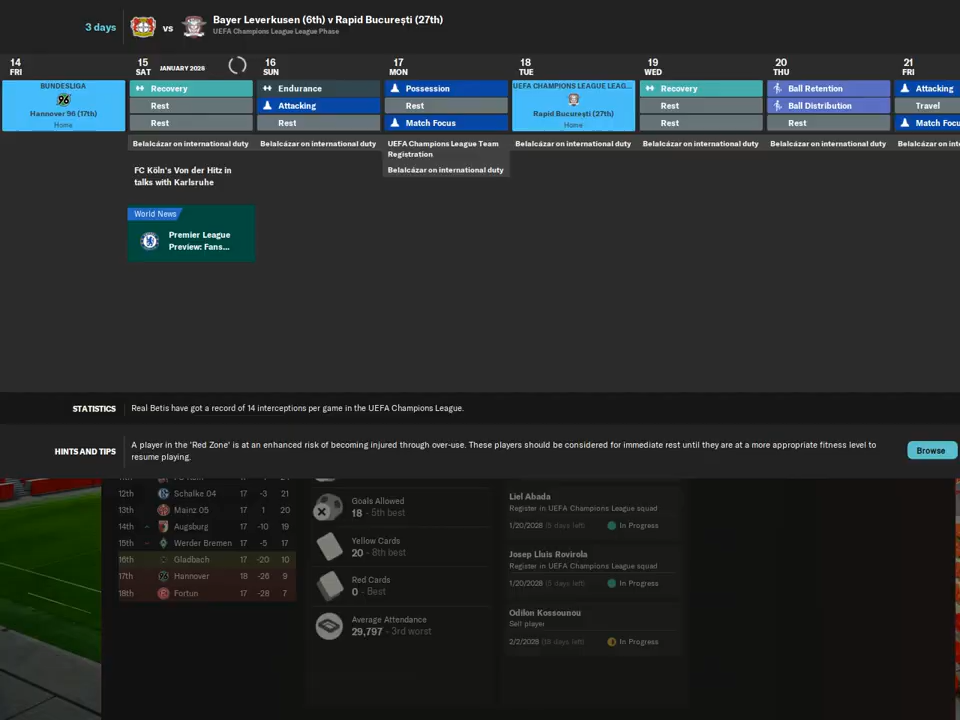 3 days
vs
Bayer Leverkusen (6th) v Rapid București (27th)
UEFA Champions League League Phase
14
FRI
15
SAT
JANUARY 2028
16
SUN
17
MON
18
TUE
19
WED
20
THU
21
FRI
BUNDESLIGA
Hannover 96 (17th)
Home
Recovery
Rest
Rest
Endurance
Attacking
Rest
Possession
Rest
Match Focus
UEFA CHAMPIONS LEAGUE LEAG...
Rapid București (27th)
Home
Recovery
Rest
Rest
Ball Retention
Ball Distribution
Rest
Attacking
Travel
Match Focu
Belalcázar on international duty
Belalcázar on international duty
UEFA Champions League Team
Registration
Belalcázar on international duty
Belalcázar on international duty
Belalcázar on international duty
Belalcázar on international duty
Belalcázar on inte
FC Köln's Von der Hitz in
talks with Karlsruhe
World News
Premier League
Preview: Fans...
STATISTICS
Real Betis have got a record of 14 interceptions per game in the UEFA Champions League.
HINTS AND TIPS
A player in the 'Red Zone' is at an enhanced risk of becoming injured through over-use. These players should be considered for immediate rest until they are at a more appropriate fitness level to
resume playing.
Browse
12th Schalke 04 17 -3 21
13th Mainz 05 17 1 20
14th Augsburg 17 -10 19
15th Werder Bremen 17 -5 17
16th Gladbach 17 -20 10
17th Hannover 18 -26 9
18th Fortun 17 -28 7
Goals Allowed
18 - 5th best
Yellow Cards
20 - 8th best
Red Cards
0 - Best
Average Attendance
29,797 - 3rd worst
Liel Abada
Register in UEFA Champions League squad
1/20/2028 (5 days left) In Progress
Josep Lluís Rovirola
Register in UEFA Champions League squad
1/20/2028 (5 days left) In Progress
Odilon Kossounou
Sell player
2/2/2028 (18 days left) In Progress